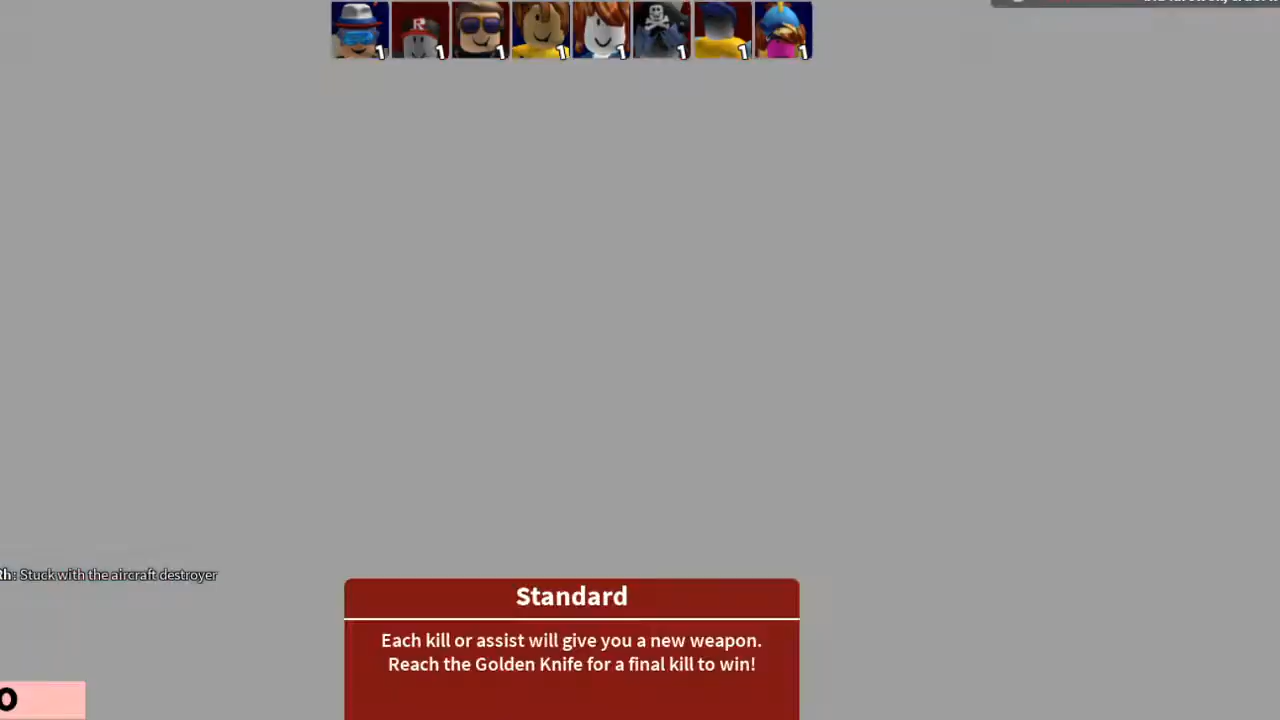 R
1 1 1 1 1 1 1 1
Stuck with the aircraft destroyer
Standard
Each kill or assist will give you a new weapon.
Reach the Golden Knife for a final kill to win!
0